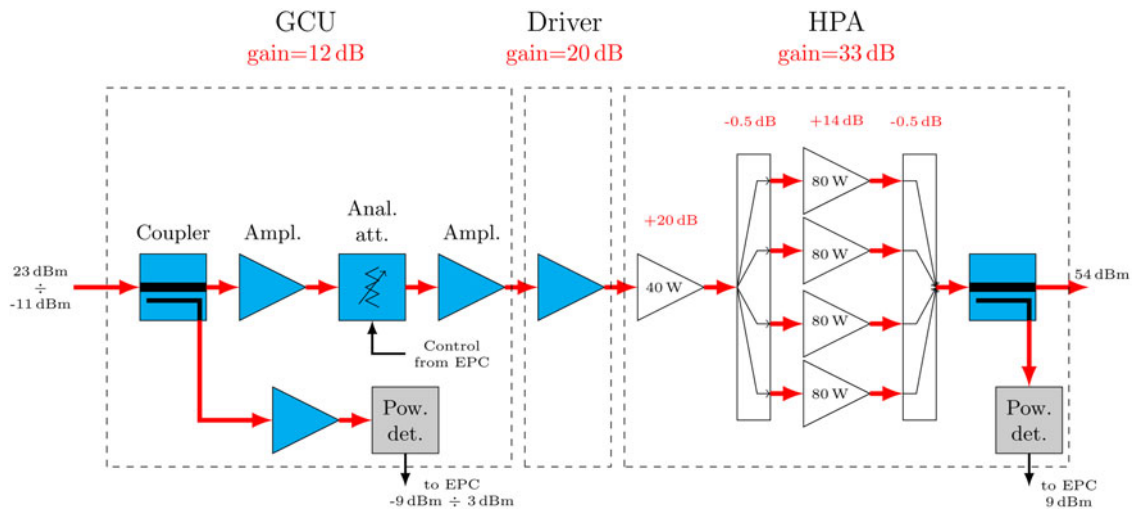 GCU
gain=12 dB
Driver
gain=20 dB
HPA
gain=33 dB
-0.5 dB
+14 dB
-0.5 dB
80 W
80 W
80 W
80 W
+20 dB
40 W
Coupler
Ampl.
Anal.
att.
Ampl.
23 dBm
÷
-11 dBm
54 dBm
Control
from EPC
Pow.
det.
to EPC
-9 dBm ÷ 3 dBm
Pow.
det.
to EPC
9 dBm